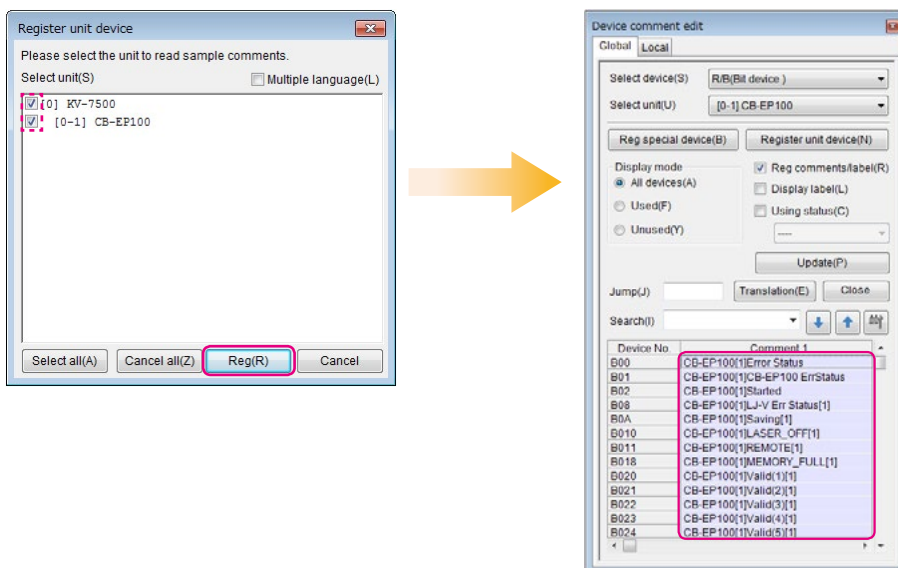 Register unit device
Please select the unit to read sample comments.
Select unit(S) Multiple language(L)
[0] KV-7500
[0-1] CB-EP100
Select all(A) Cancel all(Z) Reg(R) Cancel
Device comment edit
Global Local
Select device(S) R/B(Bit device )
Select unit(U) [0-1] CB-EP100
Reg special device(B) Register unit device(N)
Display mode Reg comments/label(R)
All devices(A) Display label(L)
Used(F) Using status(C)
Unused(Y) ----
Update(P)
Jump(J) Translation(E) Close
Search(I)
Device No. Comment 1
B00 CB-EP100[1]Error Status
B01 CB-EP100[1]CB-EP100 ErrStatus
B02 CB-EP100[1]Started
B08 CB-EP100[1]LJ-V Err Status[1]
B0A CB-EP100[1]Saving[1]
B010 CB-EP100[1]LASER_OFF[1]
B011 CB-EP100[1]REMOTE[1]
B018 CB-EP100[1]MEMORY_FULL[1]
B020 CB-EP100[1]Valid(1)[1]
B021 CB-EP100[1]Valid(2)[1]
B022 CB-EP100[1]Valid(3)[1]
B023 CB-EP100[1]Valid(4)[1]
B024 CB-EP100[1]Valid(5)[1]